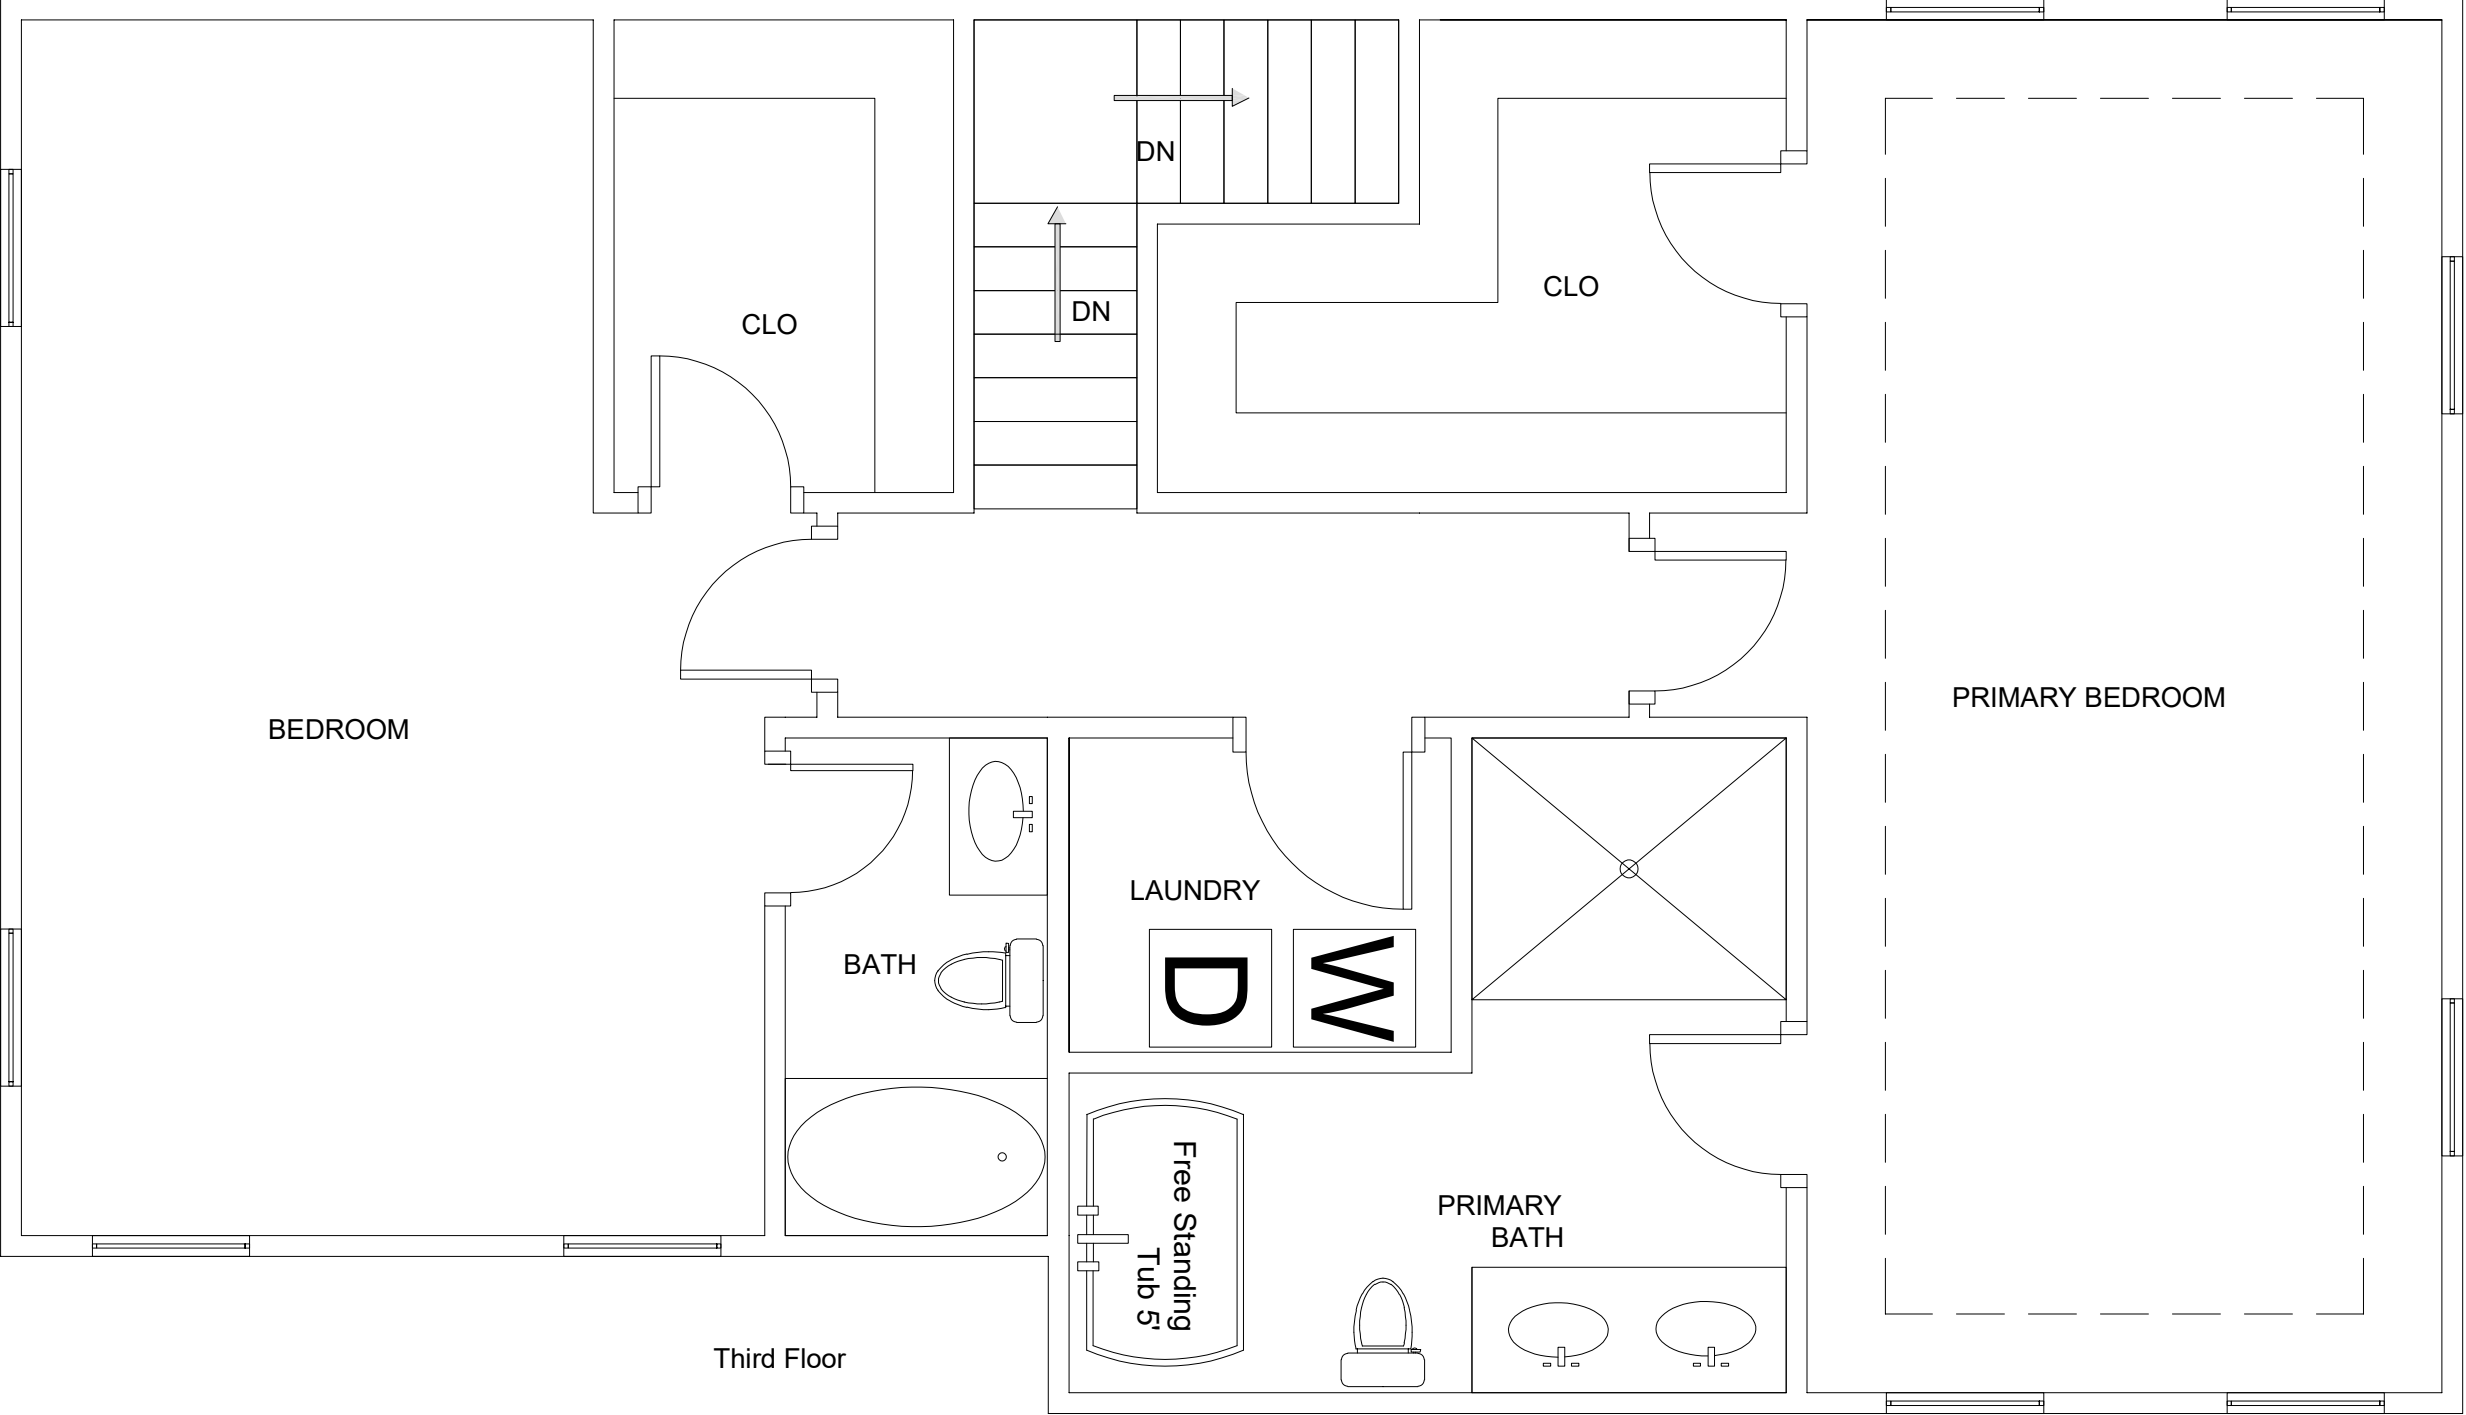 DN
CLO
DN
CLO
PRIMARY BEDROOM
BEDROOM
LAUNDRY
BATH
D
W
Free Standing
Tub 5'
PRIMARY
BATH
Third Floor